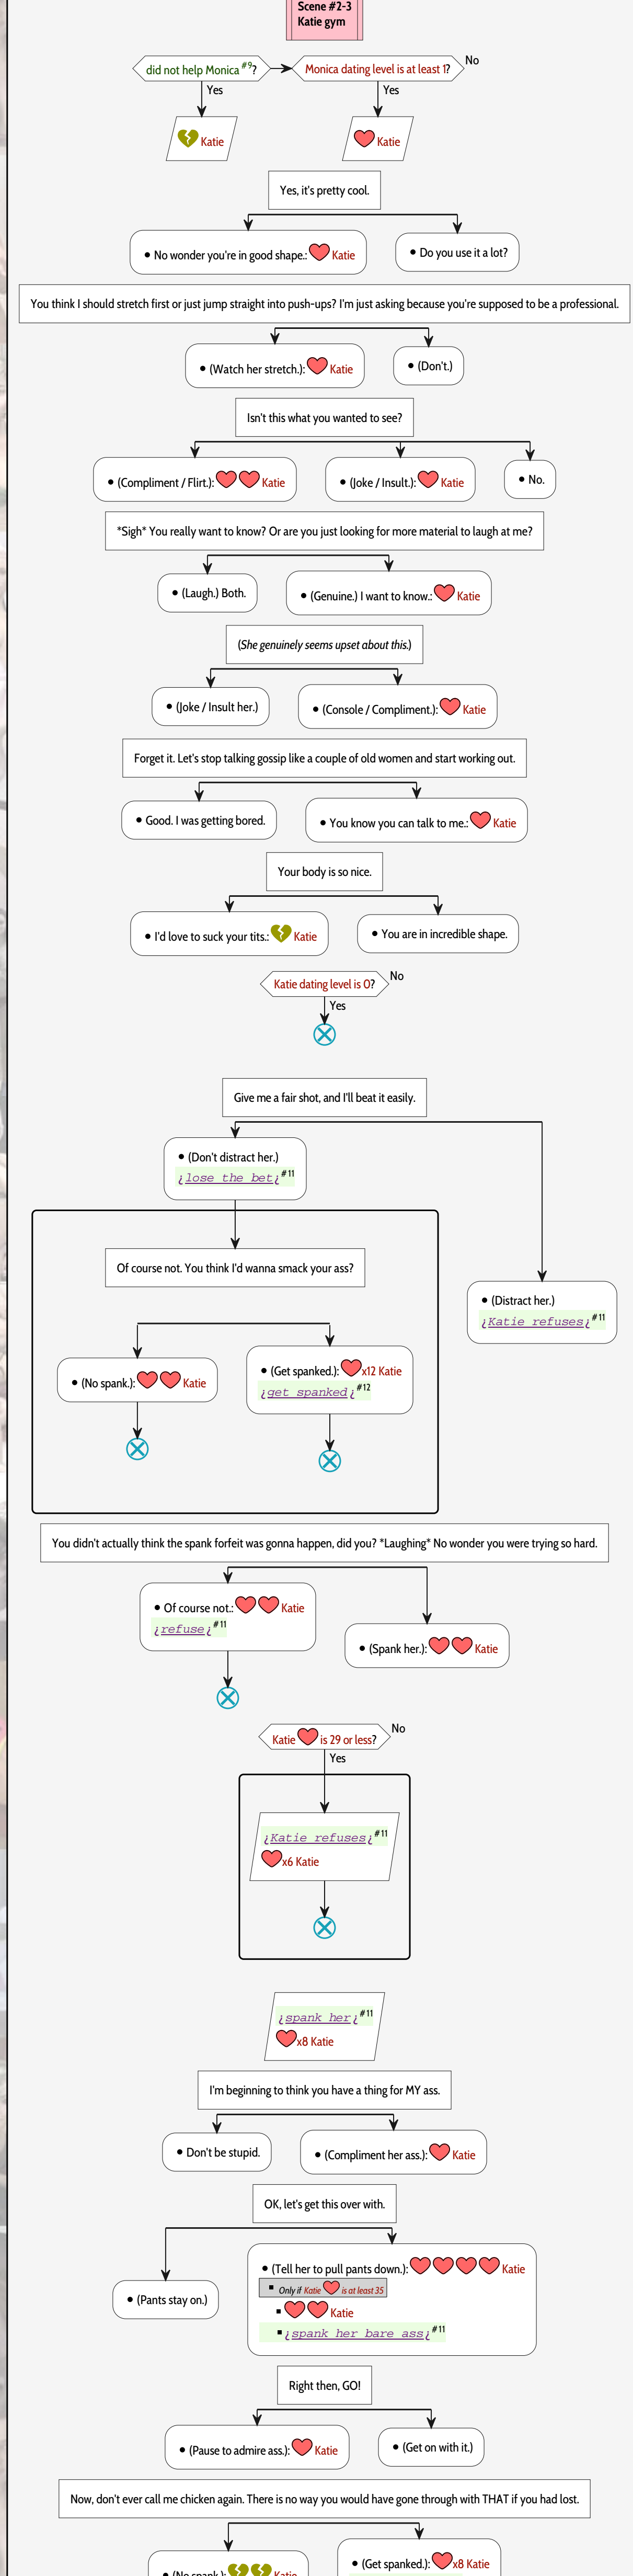 Scene #2-3
Katie gym
did not help Monica #9?
Monica dating level is at least 1?
No
Yes
Yes
Katie
Katie
Yes, it's pretty cool.
• No wonder you're in good shape.: Katie
• Do you use it a lot?
You think I should stretch first or just jump straight into push-ups? I'm just asking because you're supposed to be a professional.
• (Watch her stretch.): Katie
• (Don't.)
Isn't this what you wanted to see?
• (Compliment / Flirt.): Katie
• (Joke / Insult.): Katie
• No.
*Sigh* You really want to know? Or are you just looking for more material to laugh at me?
• (Laugh.) Both.
• (Genuine.) I want to know.: Katie
(She genuinely seems upset about this.)
• (Joke / Insult her.)
• (Console / Compliment.): Katie
Forget it. Let's stop talking gossip like a couple of old women and start working out.
• Good. I was getting bored.
• You know you can talk to me.: Katie
Your body is so nice.
• I'd love to suck your tits.: Katie
• You are in incredible shape.
Katie dating level is 0?
No
Yes
Give me a fair shot, and I'll beat it easily.
• (Don't distract her.)
¿lose the bet¿ #11
Of course not. You think I'd wanna smack your ass?
• (Distract her.)
¿Katie refuses¿ #11
• (No spank.): Katie
• (Get spanked.): x12 Katie
¿get spanked¿ #12
You didn't actually think the spank forfeit was gonna happen, did you? *Laughing* No wonder you were trying so hard.
• Of course not.: Katie
¿refuse¿ #11
• (Spank her.): Katie
Katie is 29 or less?
No
Yes
¿Katie refuses¿ #11
x6 Katie
¿spank her¿ #11
x8 Katie
I'm beginning to think you have a thing for MY ass.
• Don't be stupid.
• (Compliment her ass.): Katie
OK, let's get this over with.
• (Pants stay on.)
• (Tell her to pull pants down.): Katie
▪ Only if Katie is at least 35
▪ Katie
▪ ¿spank her bare ass¿ #11
Right then, GO!
• (Pause to admire ass.): Katie
• (Get on with it.)
Now, don't ever call me chicken again. There is no way you would have gone through with THAT if you had lost.
• (No spank.): Katie
• (Get spanked.): x8 Katie